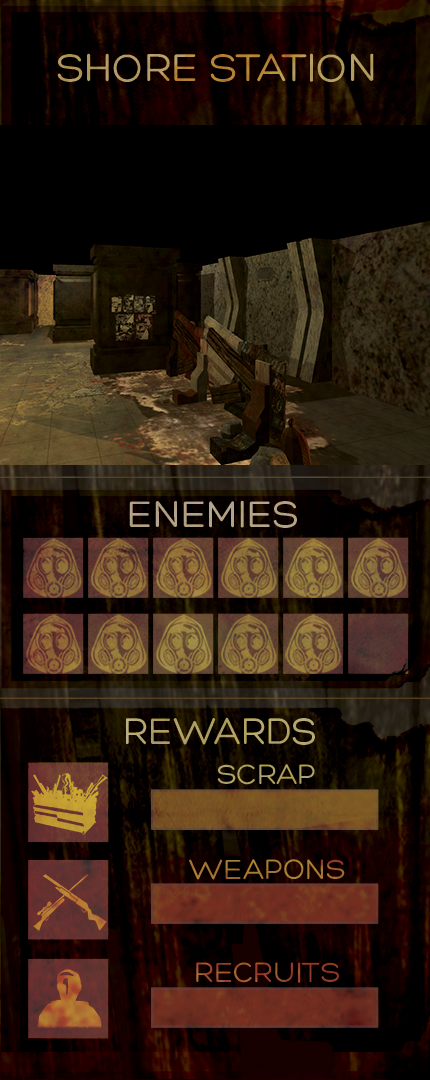 SHORE STATION
ENEMIES
REWARDS
SCRAP
WEAPONS
RECRUITS